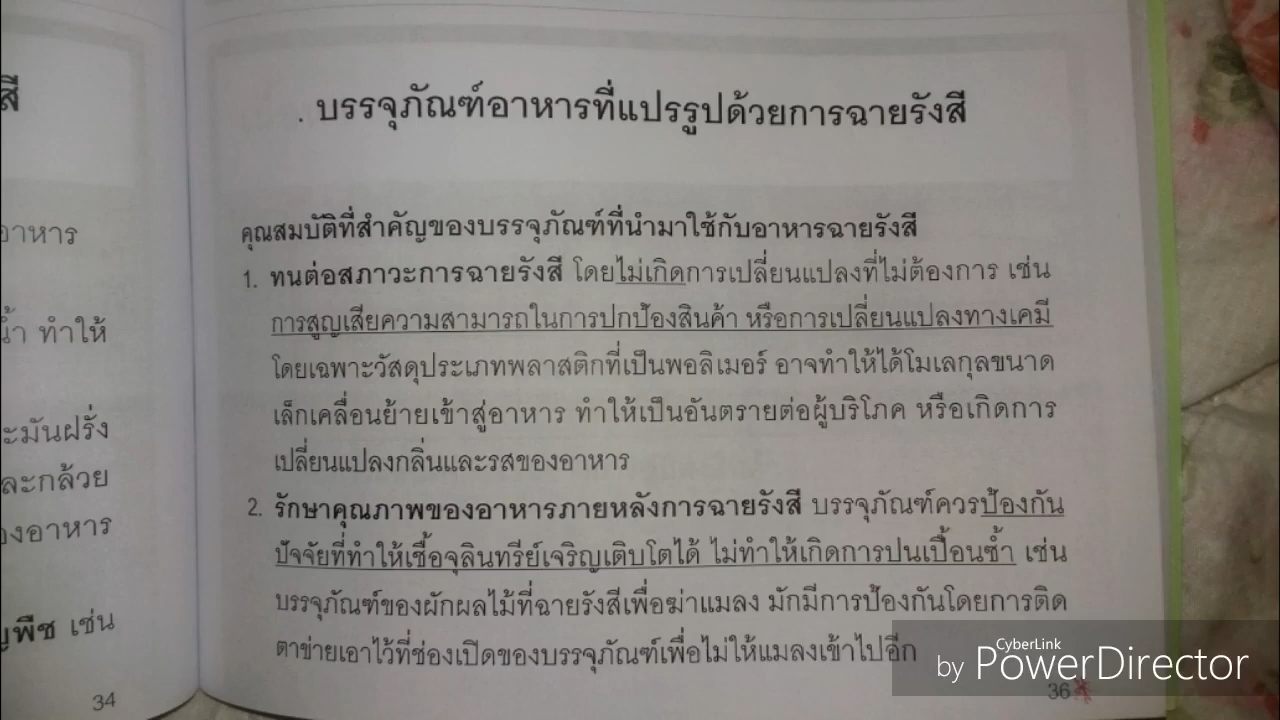 สี
อาหาร
น้ำ ทำให้
ะมันฝรั่ง
ละกล้วย
องอาหาร
พืช เช่น
34
. บรรจุภัณฑ์อาหารที่แปรรูปด้วยการฉายรังสี
คุณสมบัติที่สำคัญของบรรจุภัณฑ์ที่นำมาใช้กับอาหารฉายรังสี
1. ทนต่อสภาวะการฉายรังสี โดยไม่เกิดการเปลี่ยนแปลงที่ไม่ต้องการ เช่น
การสูญเสียความสามารถในการปกป้องสินค้า หรือการเปลี่ยนแปลงทางเคมี
โดยเฉพาะวัสดุประเภทพลาสติกที่เป็นพอลิเมอร์ อาจทำให้ได้โมเลกุลขนาด
เล็กเคลื่อนย้ายเข้าสู่อาหาร ทำให้เป็นอันตรายต่อผู้บริโภค หรือเกิดการ
เปลี่ยนแปลงกลิ่นและรสของอาหาร
2. รักษาคุณภาพของอาหารภายหลังการฉายรังสี บรรจุภัณฑ์ควรป้องกัน
ปัจจัยที่ทำให้เชื้อจุลินทรีย์เจริญเติบโตได้ ไม่ทำให้เกิดการปนเปื้อนซ้ำ เช่น
บรรจุภัณฑ์ของผักผลไม้ที่ฉายรังสีเพื่อฆ่าแมลง มักมีการป้องกันโดยการติด
ตาข่ายเอาไว้ที่ช่องเปิดของบรรจุภัณฑ์เพื่อไม่ให้แมลงเข้าไปอีก
36
CyberLink
by PowerDirector